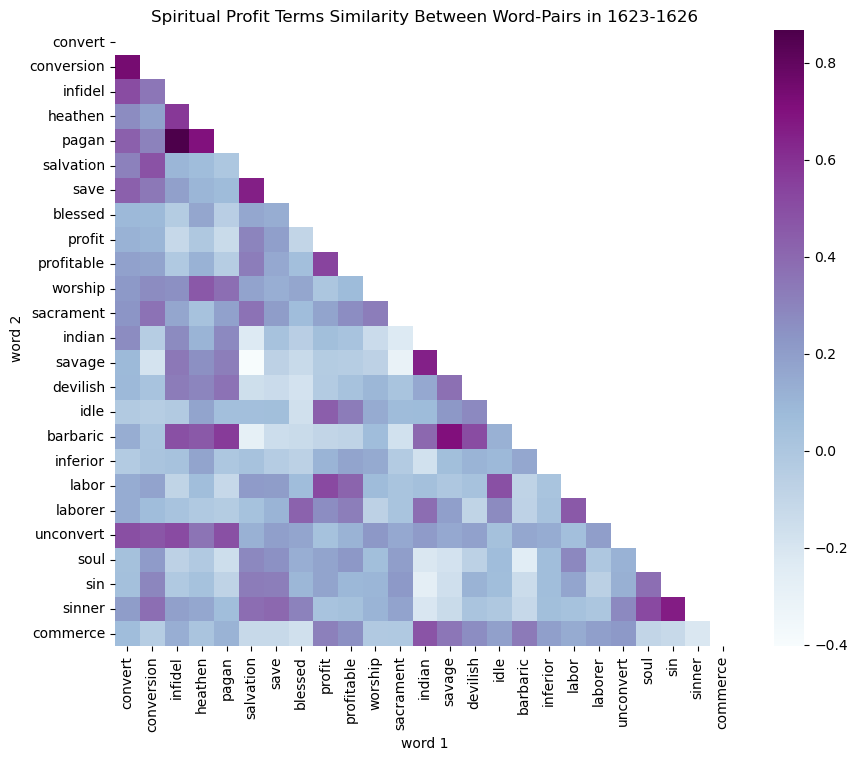 Spiritual Profit Terms Similarity Between Word-Pairs in 1623-1626
convert
conversion
infidel
heathen
pagan
salvation
save
blessed
profit
profitable
worship
sacrament
indian
savage
devilish
idle
barbaric
inferior
labor
laborer
unconvert
soul
sin
sinner
commerce
word 2
convert
conversion
infidel
heathen
pagan
salvation
save
blessed
profit
profitable
worship
sacrament
indian
savage
devilish
idle
barbaric
inferior
labor
laborer
unconvert
soul
sin
sinner
commerce
word 1
0.8
0.6
0.4
0.2
0.0
−0.2
−0.4